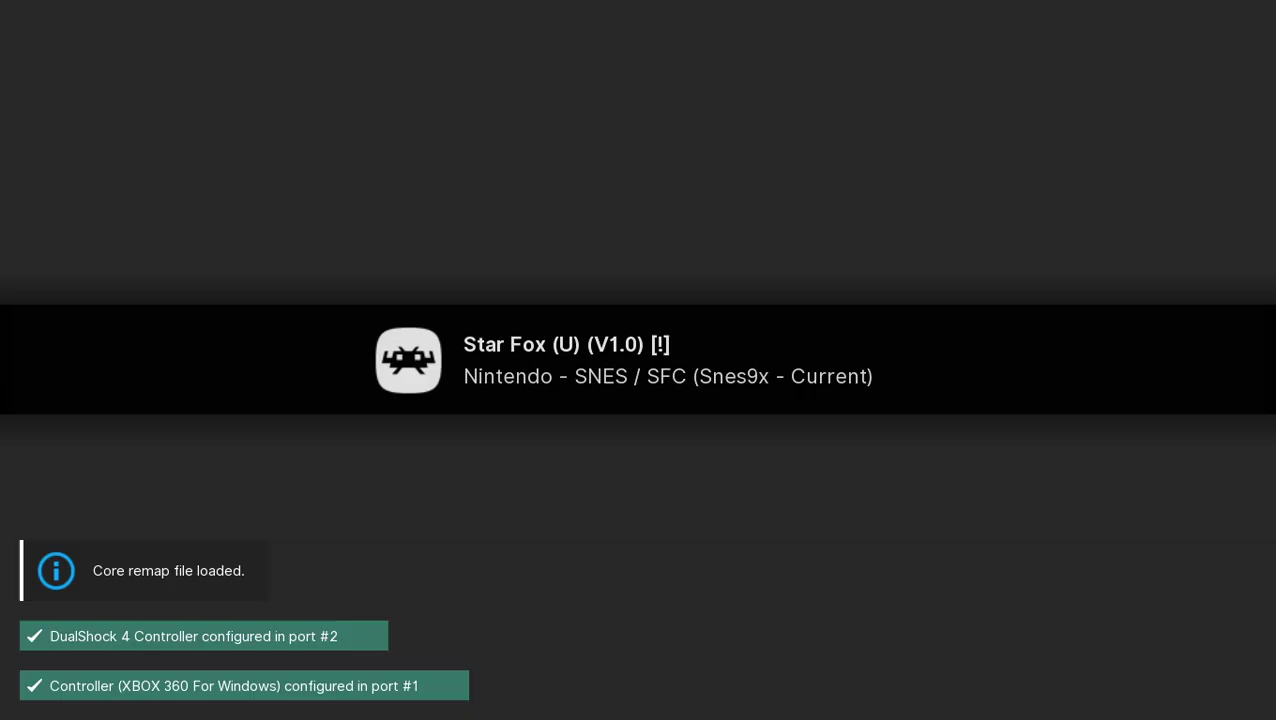 Star Fox (U) (V1.0) [!]
Nintendo - SNES / SFC (Snes9x - Current)
Core remap file loaded.
DualShock 4 Controller configured in port #2
Controller (XBOX 360 For Windows) configured in port #1